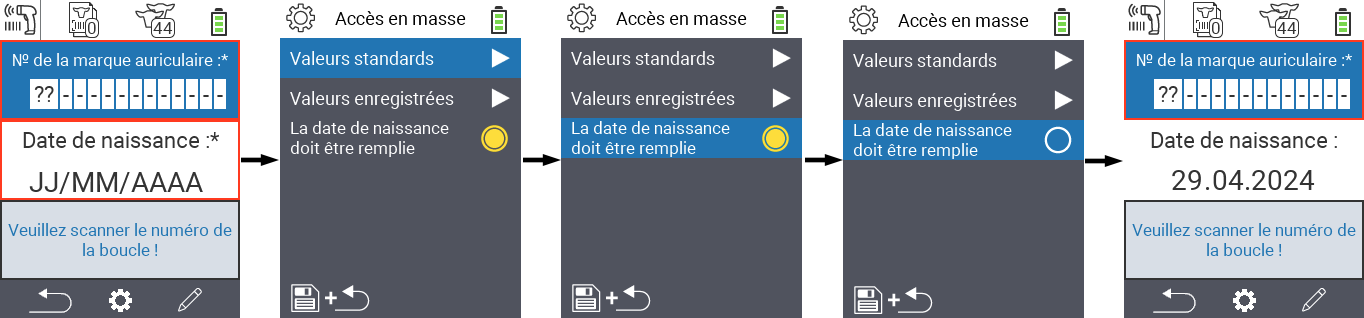 0
44
№ de la marque auriculaire :*
??------------
Date de naissance :*
JJ/MM/AAAA
Veuillez scanner le numéro de
la boucle !
Accès en masse
Valeurs standards
Valeurs enregistrées
La date de naissance
doit être remplie
+
Accès en masse
Valeurs standards
Valeurs enregistrées
La date de naissance
doit être remplie
+
Accès en masse
Valeurs standards
Valeurs enregistrées
La date de naissance
doit être remplie
+
0
44
№ de la marque auriculaire :*
??------------
Date de naissance :
29.04.2024
Veuillez scanner le numéro de
la boucle !